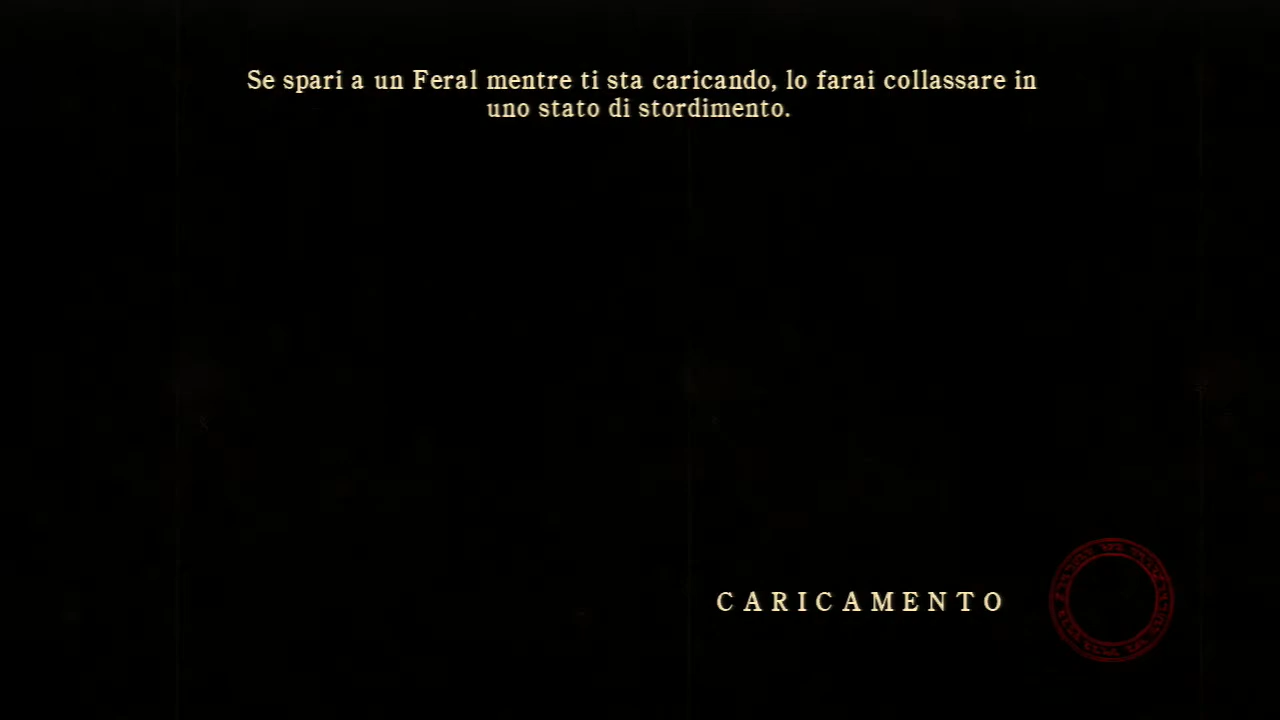 Se spari a un Feral mentre ti sta caricando, lo farai collassare in
uno stato di stordimento.
CARICAMENTO